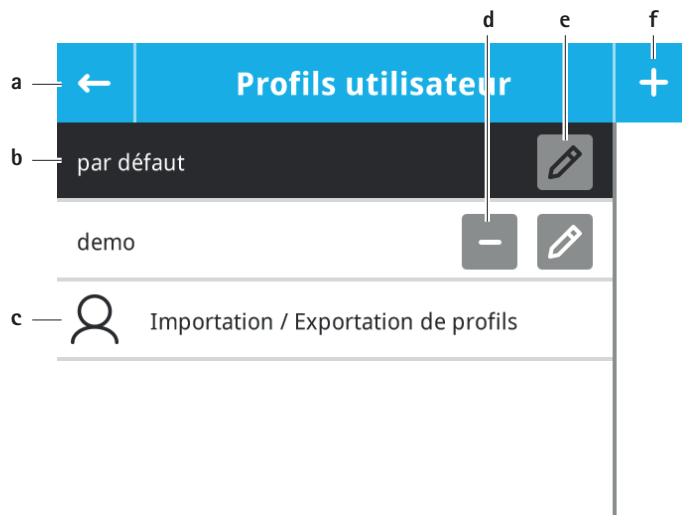 d e f
a Profils utilisateur
b par défaut
demo
c Importation / Exportation de profils